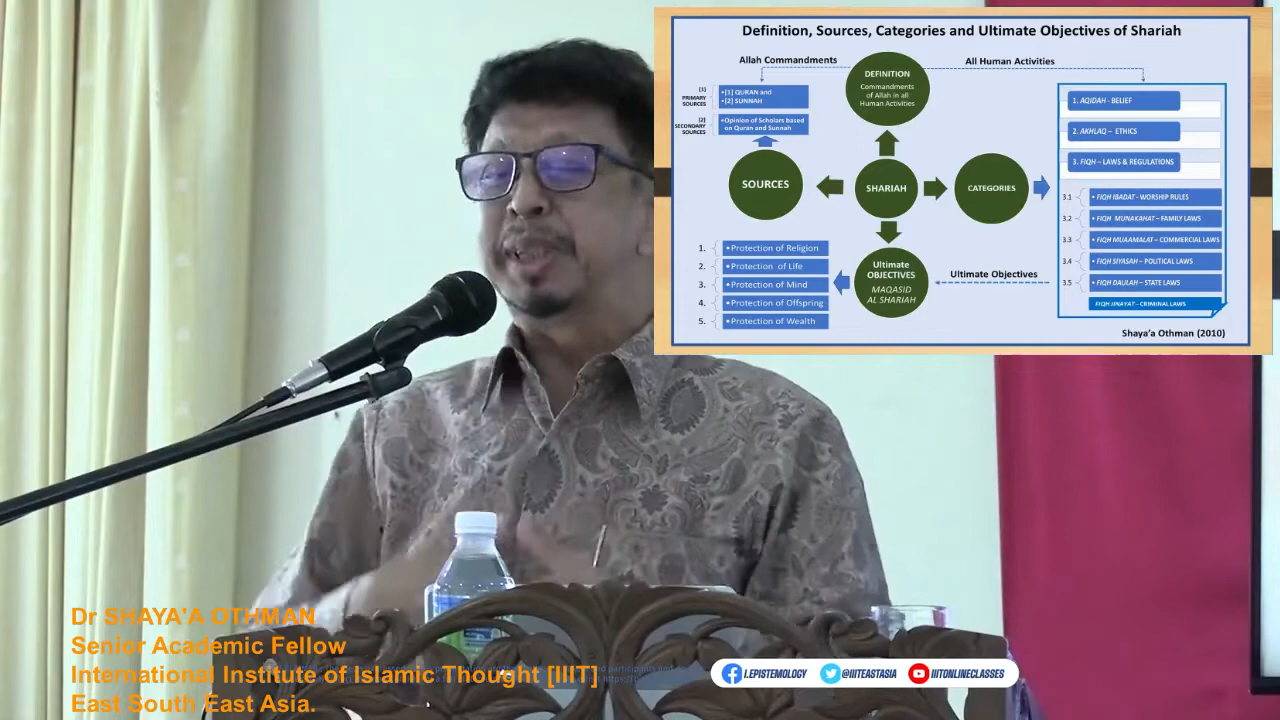 Definition, Sources, Categories and Ultimate Objectives of Shariah
Allah Commandments
All Human Activities
DEFINITION
Commandments
of Allah in all
Human Activities
[1]
PRIMARY
SOURCES
•[1] QURAN and
•[2] SUNNAH
[2]
SECONDARY
SOURCES
•Opinion of Scholars based
on Quran and Sunnah
SOURCES
SHARIAH
CATEGORIES
1. AQIDAH - BELIEF
2. AKHLAQ – ETHICS
3. FIQH – LAWS & REGULATIONS
3.1 • FIQH IBADAT - WORSHIP RULES
3.2 • FIQH MUNAKAHAT – FAMILY LAWS
3.3 • FIQH MUAAMALAT – COMMERCIAL LAWS
3.4 • FIQH SIYASAH – POLITICAL LAWS
3.5 • FIQH DAULAH – STATE LAWS
FIQH JINAYAT – CRIMINAL LAWS
Ultimate
OBJECTIVES
MAQASID
AL SHARIAH
Ultimate Objectives
1. •Protection of Religion
2. •Protection of Life
3. •Protection of Mind
4. •Protection of Offspring
5. •Protection of Wealth
Shaya'a Othman (2010)
Dr SHAYA'A OTHMAN
Senior Academic Fellow
International Institute of Islamic Thought [IIIT]
East South East Asia.
I.EPISTEMOLOGY @IIITEASTASIA IIITONLINECLASSES